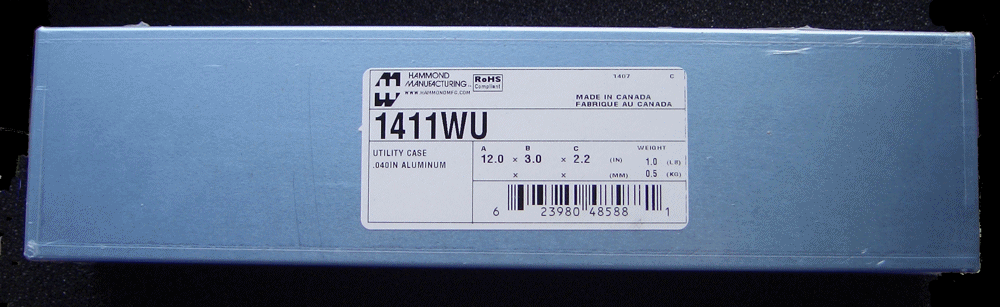 HAMMOND
MANUFACTURING
WWW.HAMMONDMFG.COM
RoHS
Compliant
1407 C
MADE IN CANADA
FABRIQUE AU CANADA
1411WU
UTILITY CASE
.040IN ALUMINUM
A B C WEIGHT
12.0 × 3.0 × 2.2 (IN) 1.0 (LB)
× × (MM) 0.5 (KG)
6 23980 48588 1